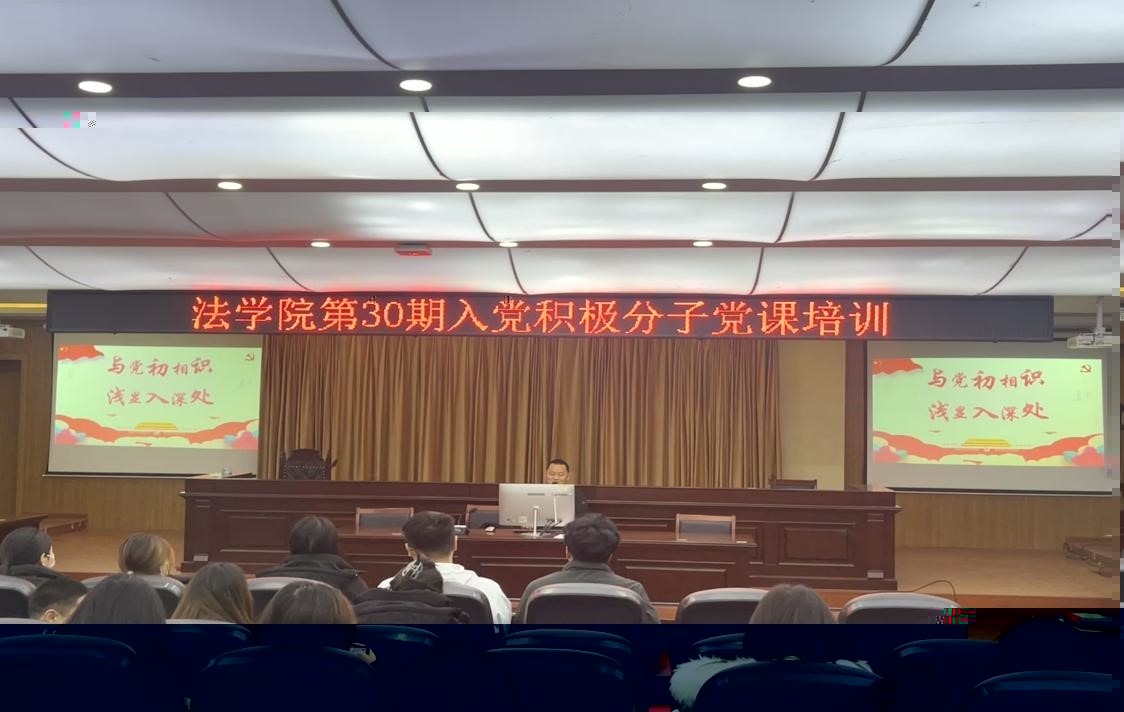 法学院第30期入党积极分子党课培训
与党初相识
浅显入深处
与党初相识
浅显入深处